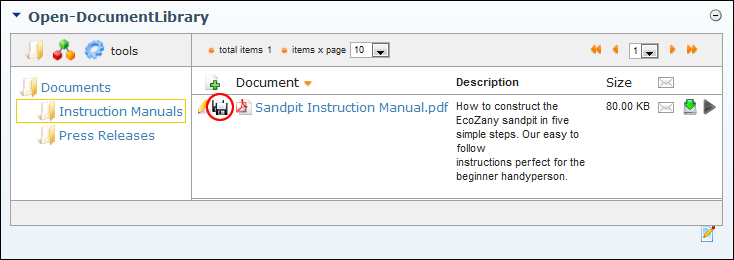 Open-DocumentLibrary
tools
total items 1 items x page 10
1
Documents
Instruction Manuals
Press Releases
Document Description Size
Sandpit Instruction Manual.pdf
How to construct the
EcoZany sandpit in five
simple steps. Our easy to
follow
instructions perfect for the
beginner handyperson.
80.00 KB